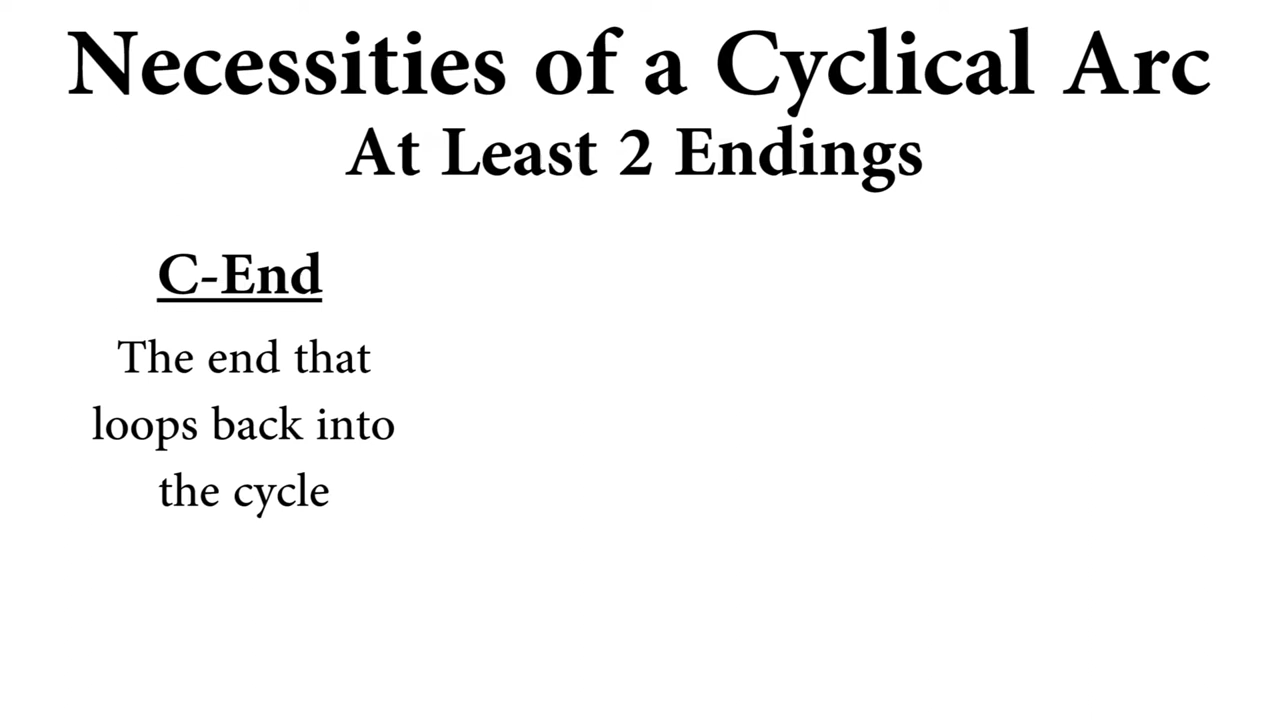 Necessities of a Cyclical Arc
At Least 2 Endings
C-End
The end that
loops back into
the cycle